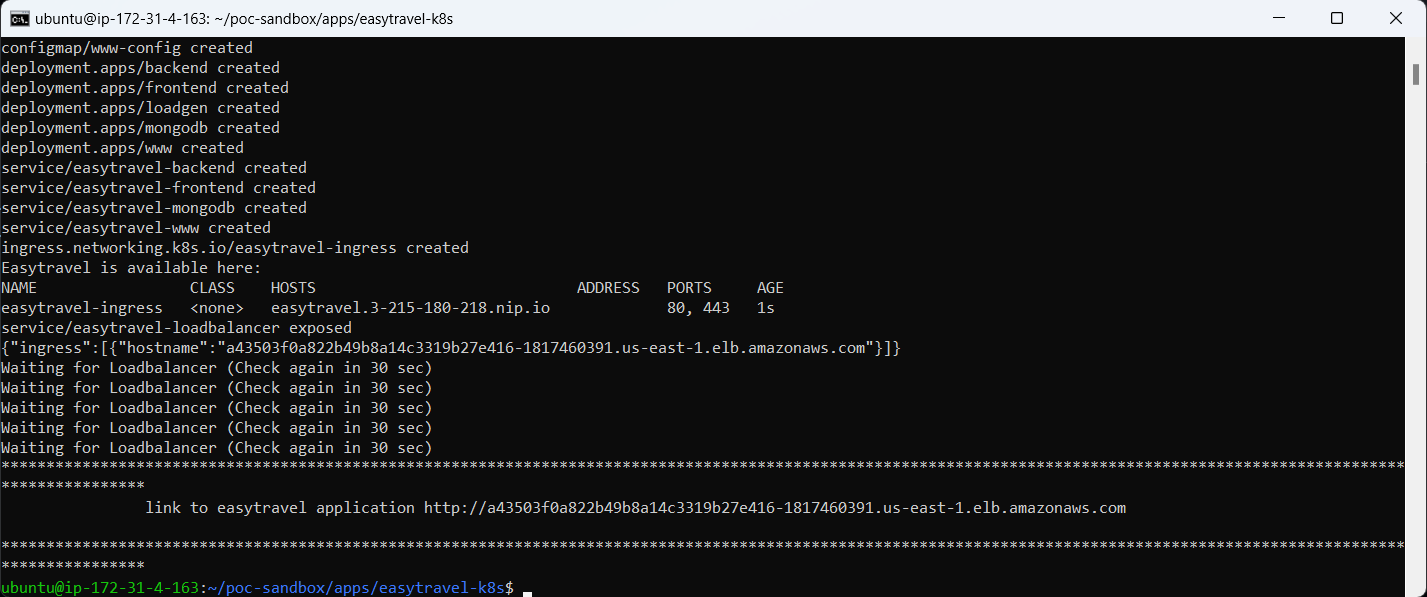 ubuntu@ip-172-31-4-163: ~/poc-sandbox/apps/easytravel-k8s
configmap/www-config created
deployment.apps/backend created
deployment.apps/frontend created
deployment.apps/loadgen created
deployment.apps/mongodb created
deployment.apps/www created
service/easytravel-backend created
service/easytravel-frontend created
service/easytravel-mongodb created
service/easytravel-www created
ingress.networking.k8s.io/easytravel-ingress created
Easytravel is available here:
NAME CLASS HOSTS ADDRESS PORTS AGE
easytravel-ingress <none> easytravel.3-215-180-218.nip.io 80, 443 1s
service/easytravel-loadbalancer exposed
{"ingress":[{"hostname":"a43503f0a822b49b8a14c3319b27e416-1817460391.us-east-1.elb.amazonaws.com"}]}
Waiting for Loadbalancer (Check again in 30 sec)
Waiting for Loadbalancer (Check again in 30 sec)
Waiting for Loadbalancer (Check again in 30 sec)
Waiting for Loadbalancer (Check again in 30 sec)
Waiting for Loadbalancer (Check again in 30 sec)
************************************************************************************************************************************************************
****************
link to easytravel application http://a43503f0a822b49b8a14c3319b27e416-1817460391.us-east-1.elb.amazonaws.com
************************************************************************************************************************************************************
****************
ubuntu@ip-172-31-4-163:~/poc-sandbox/apps/easytravel-k8s$